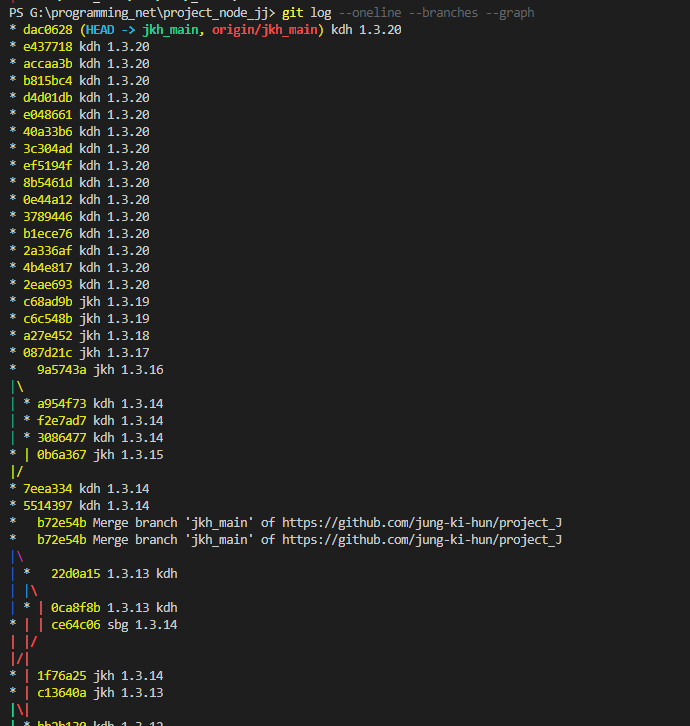 PS G:\programming_net\project_node_jj> git log --oneline --branches --graph
* dac0628 (HEAD -> jkh_main, origin/jkh_main) kdh 1.3.20
* e437718 kdh 1.3.20
* accaa3b kdh 1.3.20
* b815bc4 kdh 1.3.20
* d4d01db kdh 1.3.20
* e048661 kdh 1.3.20
* 40a33b6 kdh 1.3.20
* 3c304ad kdh 1.3.20
* ef5194f kdh 1.3.20
* 8b5461d kdh 1.3.20
* 0e44a12 kdh 1.3.20
* 3789446 kdh 1.3.20
* b1ece76 kdh 1.3.20
* 2a336af kdh 1.3.20
* 4b4e817 kdh 1.3.20
* 2eae693 kdh 1.3.20
* c68ad9b jkh 1.3.19
* c6c548b jkh 1.3.19
* a27e452 jkh 1.3.18
* 087d21c jkh 1.3.17
*   9a5743a jkh 1.3.16
|\
| * a954f73 kdh 1.3.14
| * f2e7ad7 kdh 1.3.14
| * 3086477 kdh 1.3.14
* | 0b6a367 jkh 1.3.15
|/
* 7eea334 kdh 1.3.14
* 5514397 kdh 1.3.14
*   b72e54b Merge branch 'jkh_main' of https://github.com/jung-ki-hun/project_J
*   b72e54b Merge branch 'jkh_main' of https://github.com/jung-ki-hun/project_J
|\
| *   22d0a15 1.3.13 kdh
| |\
| * | 0ca8f8b 1.3.13 kdh
* | | ce64c06 sbg 1.3.14
| |/
|/|
* | 1f76a25 jkh 1.3.14
* | c13640a jkh 1.3.13
|\|
| * bb2b130 kdh 1.3.12